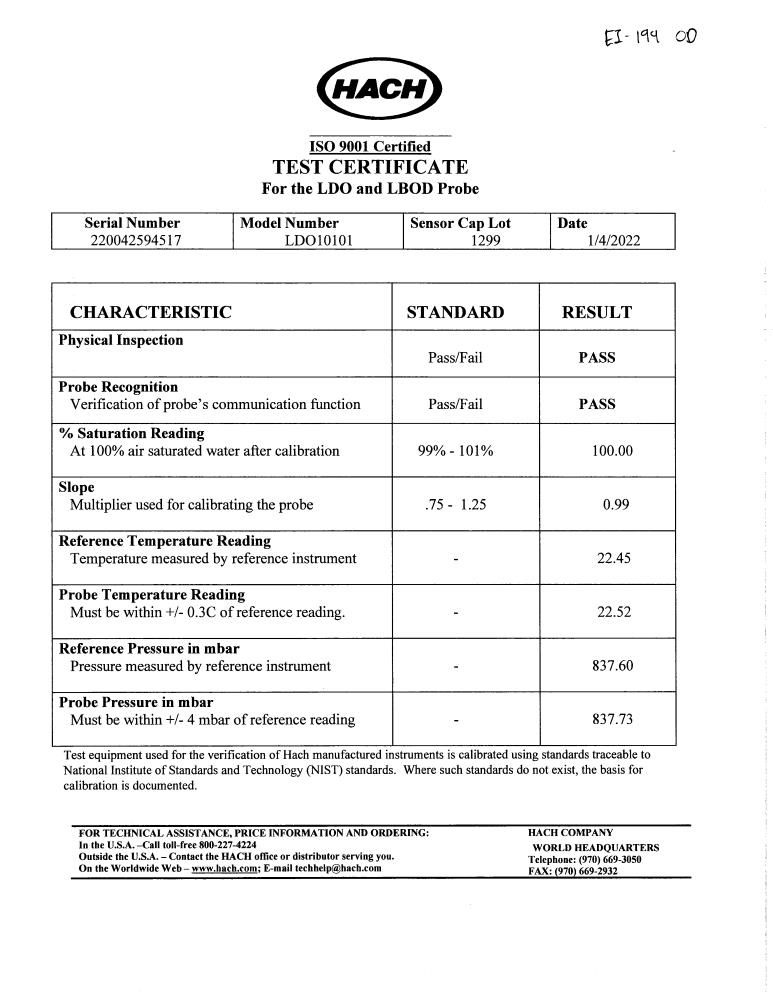 EI-194 OD
HACH
ISO 9001 Certified
TEST CERTIFICATE
For the LDO and LBOD Probe
Serial Number Model Number Sensor Cap Lot Date
220042594517 LDO10101 1299 1/4/2022
CHARACTERISTIC STANDARD RESULT
Physical Inspection
Pass/Fail PASS
Probe Recognition
Verification of probe's communication function Pass/Fail PASS
% Saturation Reading
At 100% air saturated water after calibration 99% - 101% 100.00
Slope
Multiplier used for calibrating the probe .75 - 1.25 0.99
Reference Temperature Reading
Temperature measured by reference instrument - 22.45
Probe Temperature Reading
Must be within +/- 0.3C of reference reading. - 22.52
Reference Pressure in mbar
Pressure measured by reference instrument - 837.60
Probe Pressure in mbar
Must be within +/- 4 mbar of reference reading - 837.73
Test equipment used for the verification of Hach manufactured instruments is calibrated using standards traceable to
National Institute of Standards and Technology (NIST) standards. Where such standards do not exist, the basis for
calibration is documented.
FOR TECHNICAL ASSISTANCE, PRICE INFORMATION AND ORDERING:
In the U.S.A. –Call toll-free 800-227-4224
Outside the U.S.A. – Contact the HACH office or distributor serving you.
On the Worldwide Web – www.hach.com; E-mail techhelp@hach.com
HACH COMPANY
WORLD HEADQUARTERS
Telephone: (970) 669-3050
FAX: (970) 669-2932